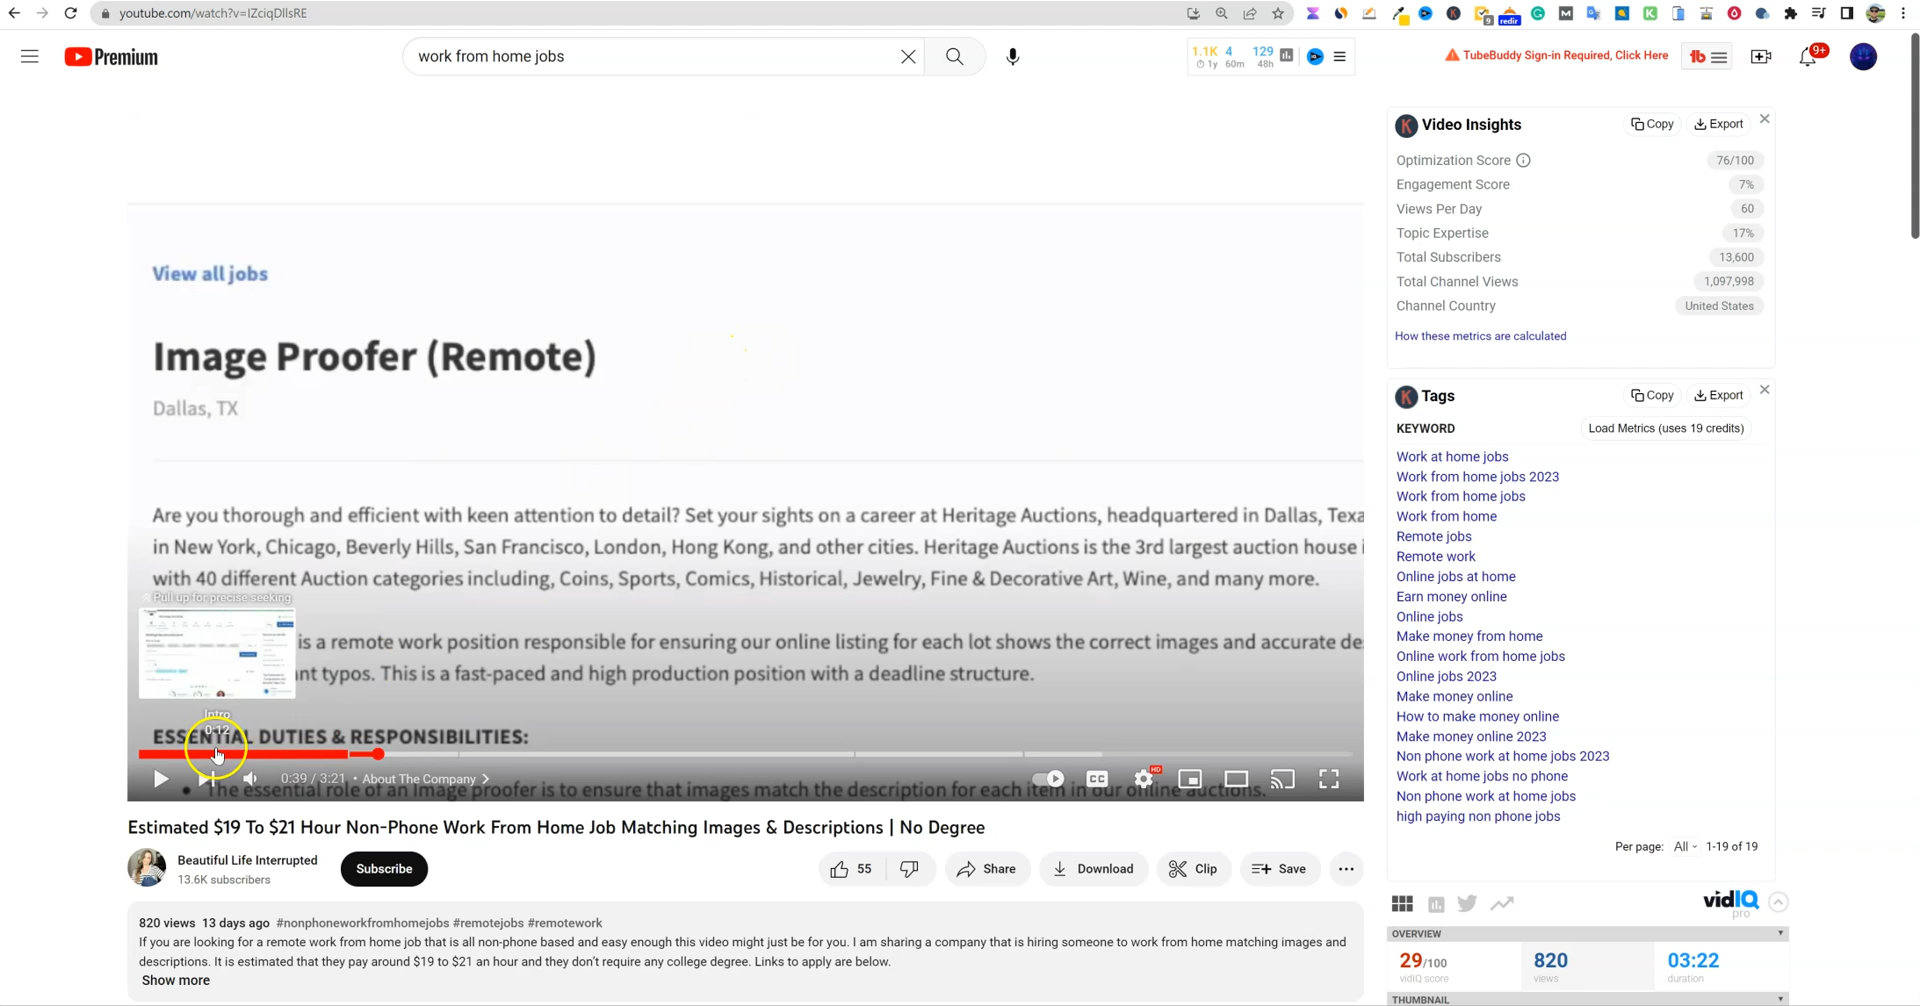 youtube.com/watch?v=IZciqDllsRE
9
redir
Premium
work from home jobs
1.1K 4 129
1y 60m 48h
TubeBuddy Sign-in Required, Click Here
tb
9+
View all jobs
Image Proofer (Remote)
Dallas, TX
Are you thorough and efficient with keen attention to detail? Set your sights on a career at Heritage Auctions, headquartered in Dallas, Texa
in New York, Chicago, Beverly Hills, San Francisco, London, Hong Kong, and other cities. Heritage Auctions is the 3rd largest auction house i
with 40 different Auction categories including, Coins, Sports, Comics, Historical, Jewelry, Fine & Decorative Art, Wine, and many more.
Pull up for precise seeking
is a remote work position responsible for ensuring our online listing for each lot shows the correct images and accurate de
nt typos. This is a fast-paced and high production position with a deadline structure.
Intro
0:12
ESSENTIAL DUTIES & RESPONSIBILITIES:
0:39 / 3:21 • About The Company
CC
HD
• The essential role of an Image proofer is to ensure that images match the description for each item in our online auctions.
Estimated $19 To $21 Hour Non-Phone Work From Home Job Matching Images & Descriptions | No Degree
Beautiful Life Interrupted
13.6K subscribers
Subscribe
55
Share
Download
Clip
Save
820 views 13 days ago #nonphoneworkfromhomejobs #remotejobs #remotework
If you are looking for a remote work from home job that is all non-phone based and easy enough this video might just be for you. I am sharing a company that is hiring someone to work from home matching images and
descriptions. It is estimated that they pay around $19 to $21 an hour and they don't require any college degree. Links to apply are below.
Show more
K Video Insights
Copy
Export
Optimization Score 76/100
Engagement Score 7%
Views Per Day 60
Topic Expertise 17%
Total Subscribers 13,600
Total Channel Views 1,097,998
Channel Country United States
How these metrics are calculated
K Tags
Copy
Export
KEYWORD
Load Metrics (uses 19 credits)
Work at home jobs
Work from home jobs 2023
Work from home jobs
Work from home
Remote jobs
Remote work
Online jobs at home
Earn money online
Online jobs
Make money from home
Online work from home jobs
Online jobs 2023
Make money online
How to make money online
Make money online 2023
Non phone work at home jobs 2023
Work at home jobs no phone
Non phone work at home jobs
high paying non phone jobs
Per page: All 1-19 of 19
vidIQ
pro
OVERVIEW
29/100
vidIQ score
820
views
03:22
duration
THUMBNAIL